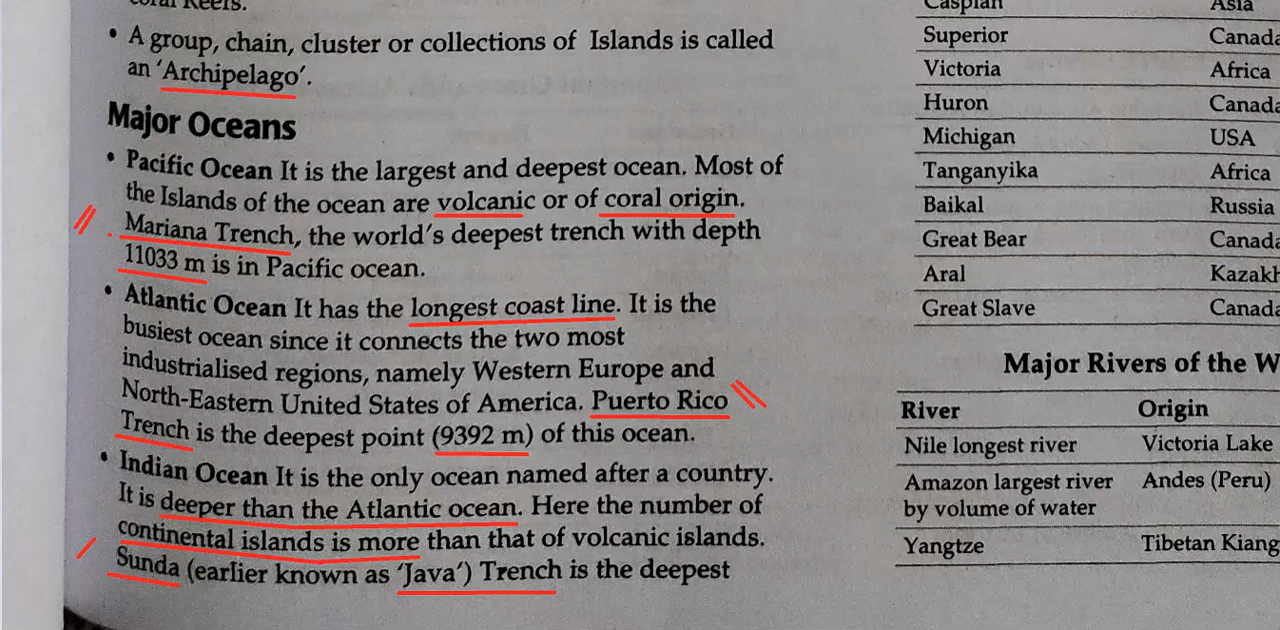 coral Reefs.
• A group, chain, cluster or collections of Islands is called
an 'Archipelago'.
Major Oceans
• Pacific Ocean It is the largest and deepest ocean. Most of
the Islands of the ocean are volcanic or of coral origin.
Mariana Trench, the world's deepest trench with depth
11033 m is in Pacific ocean.
• Atlantic Ocean It has the longest coast line. It is the
busiest ocean since it connects the two most
industrialised regions, namely Western Europe and
North-Eastern United States of America. Puerto Rico
Trench is the deepest point (9392 m) of this ocean.
• Indian Ocean It is the only ocean named after a country.
It is deeper than the Atlantic ocean. Here the number of
continental islands is more than that of volcanic islands.
Sunda (earlier known as 'Java') Trench is the deepest
Caspian Asia
Superior Canada
Victoria Africa
Huron Canada
Michigan USA
Tanganyika Africa
Baikal Russia
Great Bear Canada
Aral Kazakh
Great Slave Canada
Major Rivers of the W
River Origin
Nile longest river Victoria Lake
Amazon largest river Andes (Peru)
by volume of water
Yangtze Tibetan Kiang